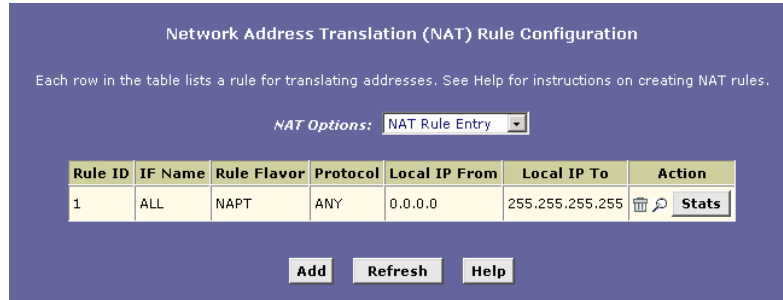 Network Address Translation (NAT) Rule Configuration
Each row in the table lists a rule for translating addresses. See Help for instructions on creating NAT rules.
NAT Options: NAT Rule Entry
Rule ID IF Name Rule Flavor Protocol Local IP From Local IP To Action
1 ALL NAPT ANY 0.0.0.0 255.255.255.255 Stats
Add Refresh Help